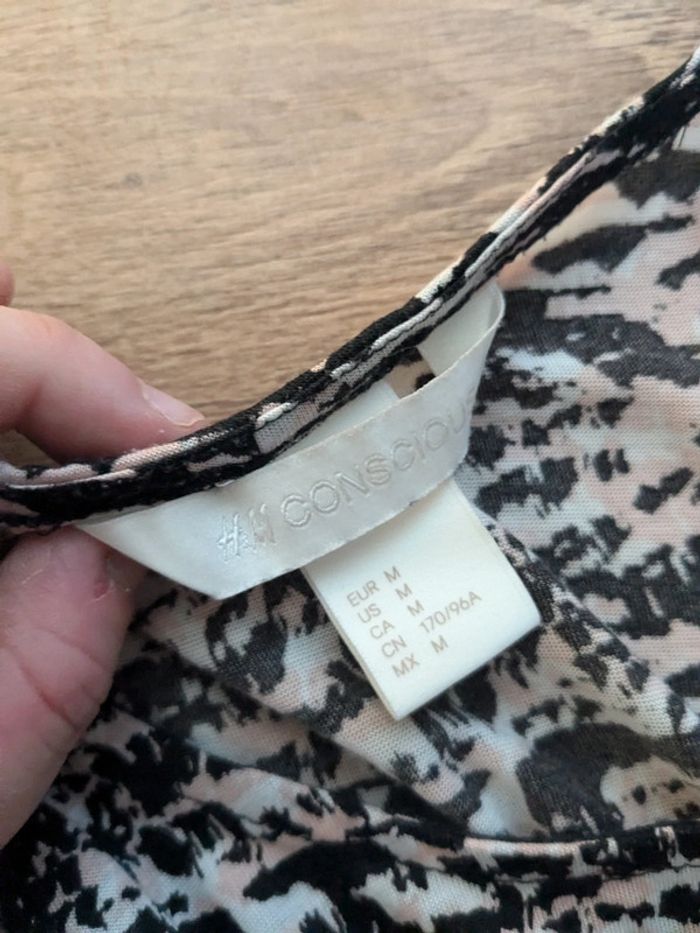 H&M CONSCIOUS
EUR M
US M
CA M
CN 170/96A
MX M